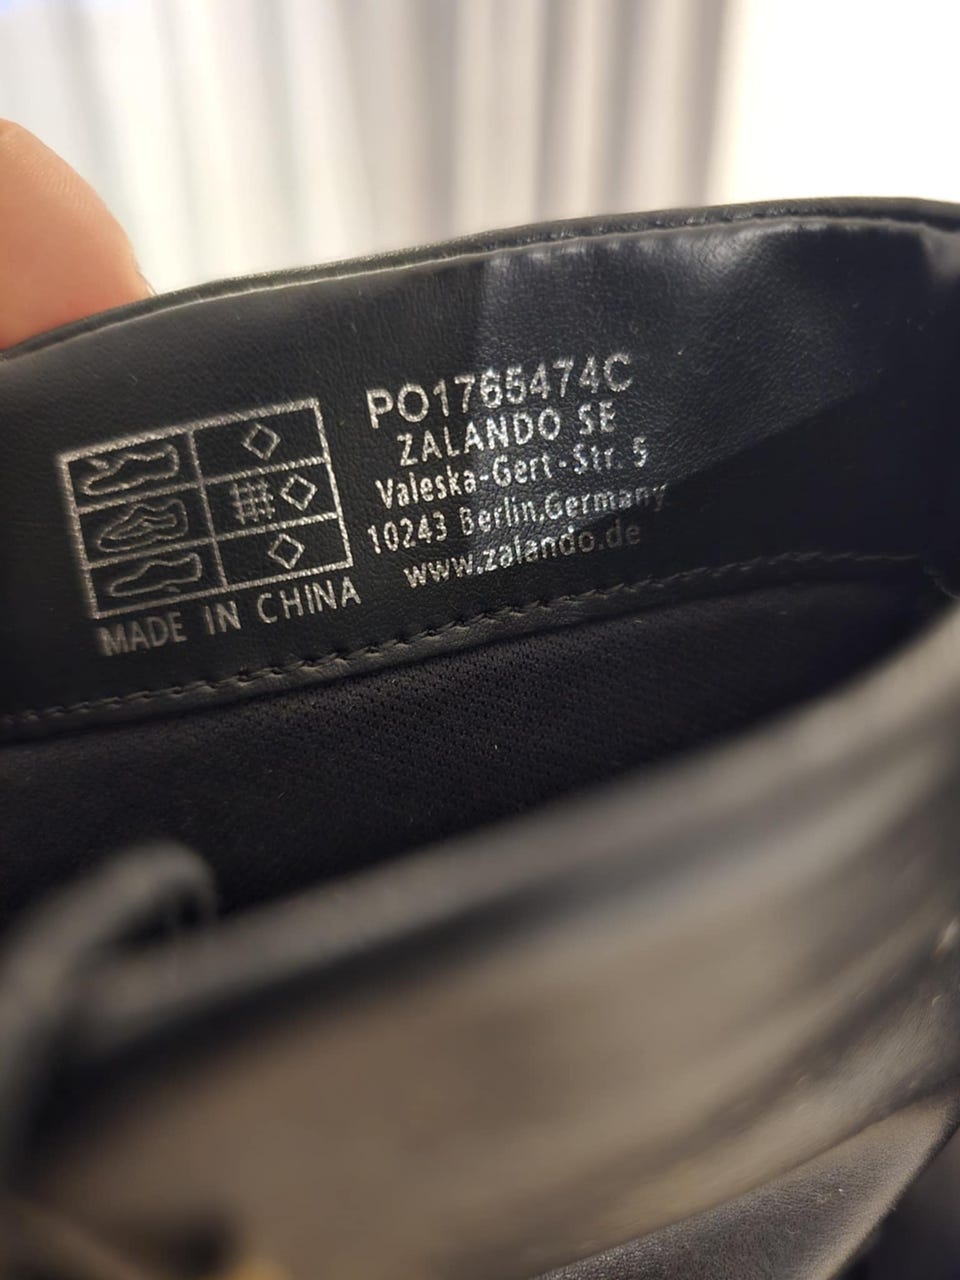 PO1765474C
ZALANDO SE
Valeska-Gert-Str. 5
10243 Berlin,Germany
www.zalando.de
MADE IN CHINA